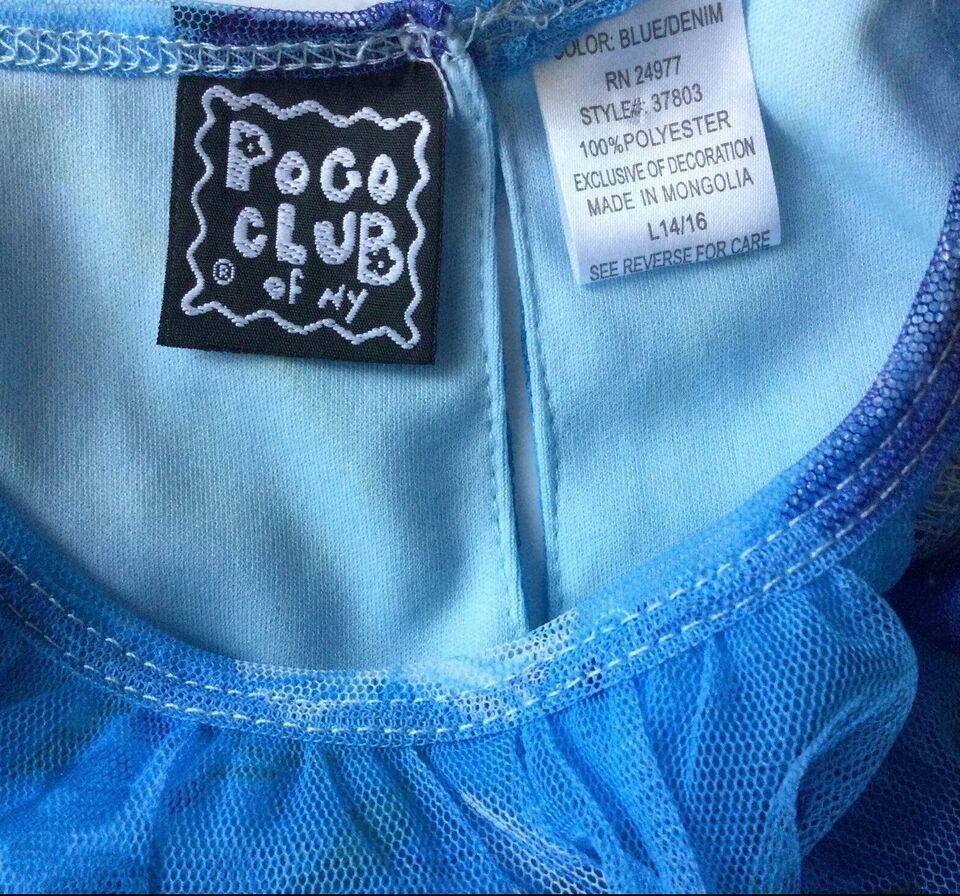 POCO
CLUB
® of NY
COLOR: BLUE/DENIM
RN 24977
STYLE#: 37803
100%POLYESTER
EXCLUSIVE OF DECORATION
MADE IN MONGOLIA
L14/16
SEE REVERSE FOR CARE